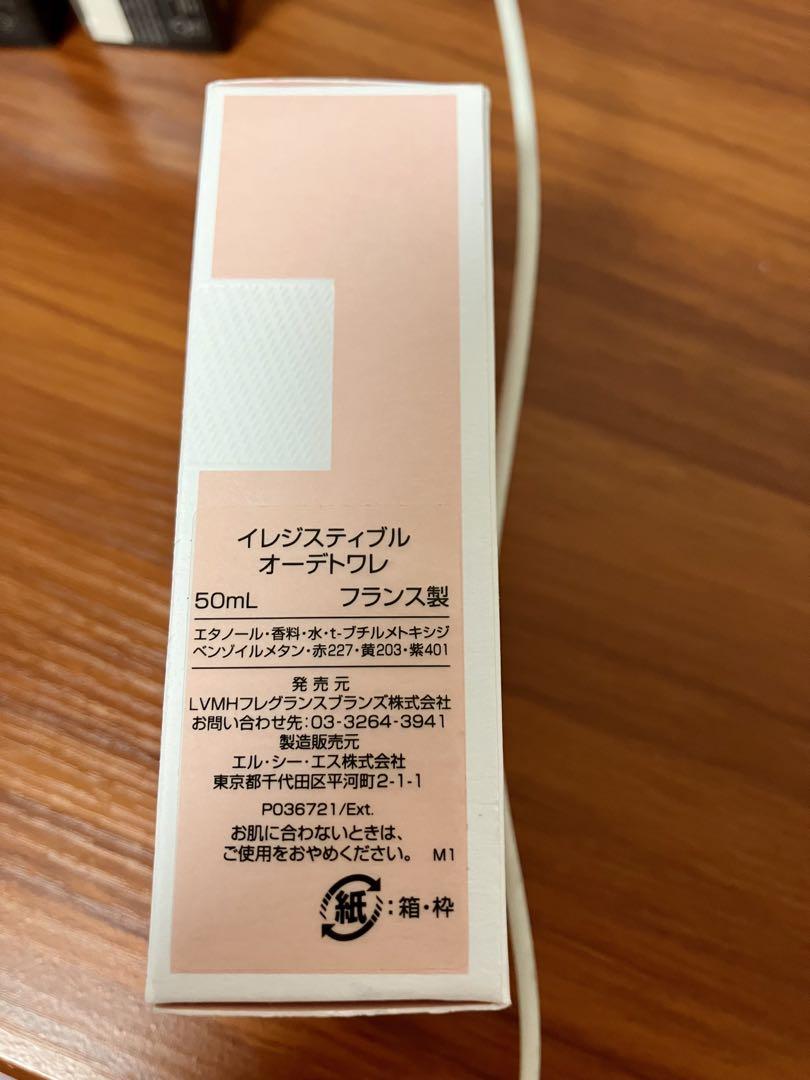 イレジスティブル
オーデトワレ
50mL フランス製
エタノール・香料・水・t-ブチルメトキシジ
ベンゾイルメタン・赤227・黄203・紫401
発売元
LVMHフレグランスブランズ株式会社
お問い合わせ先:03-3264-3941
製造販売元
エル・シー・エス株式会社
東京都千代田区平河町2-1-1
P036721/Ext.
お肌に合わないときは、
ご使用をおやめください。 M1
紙:箱・枠